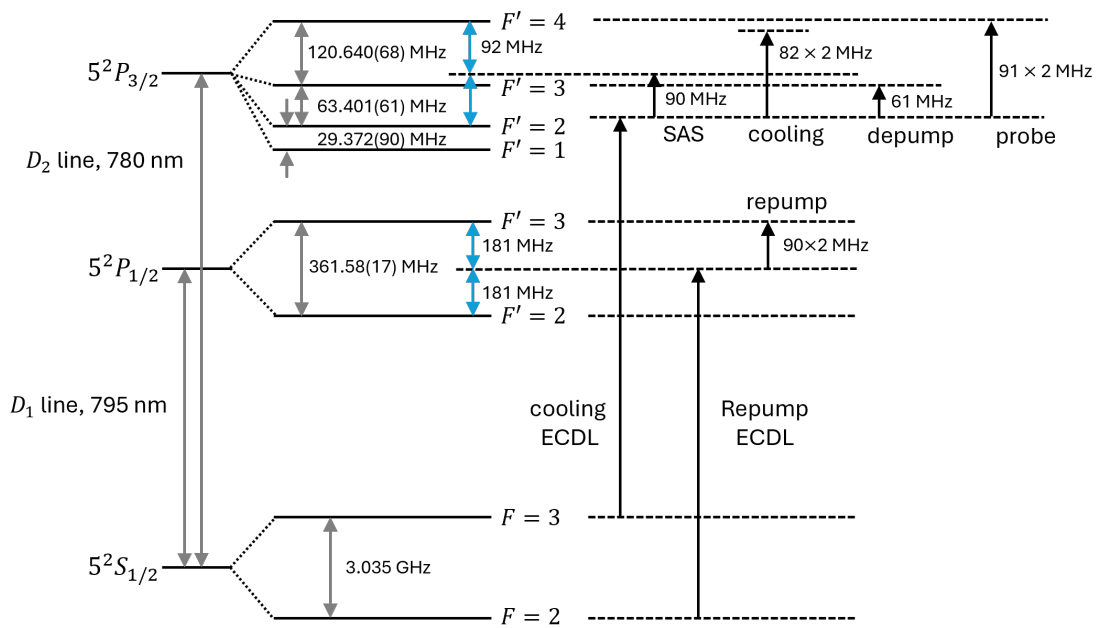 F′ = 4
120.640(68) MHz
92 MHz
82 × 2 MHz
5²P₃/₂
91 × 2 MHz
F′ = 3
90 MHz
61 MHz
63.401(61) MHz
F′ = 2
SAS
cooling
depump
probe
29.372(90) MHz
F′ = 1
D₂ line, 780 nm
repump
F′ = 3
181 MHz
90×2 MHz
5²P₁/₂
361.58(17) MHz
181 MHz
F′ = 2
D₁ line, 795 nm
cooling
ECDL
Repump
ECDL
F = 3
5²S₁/₂
3.035 GHz
F = 2